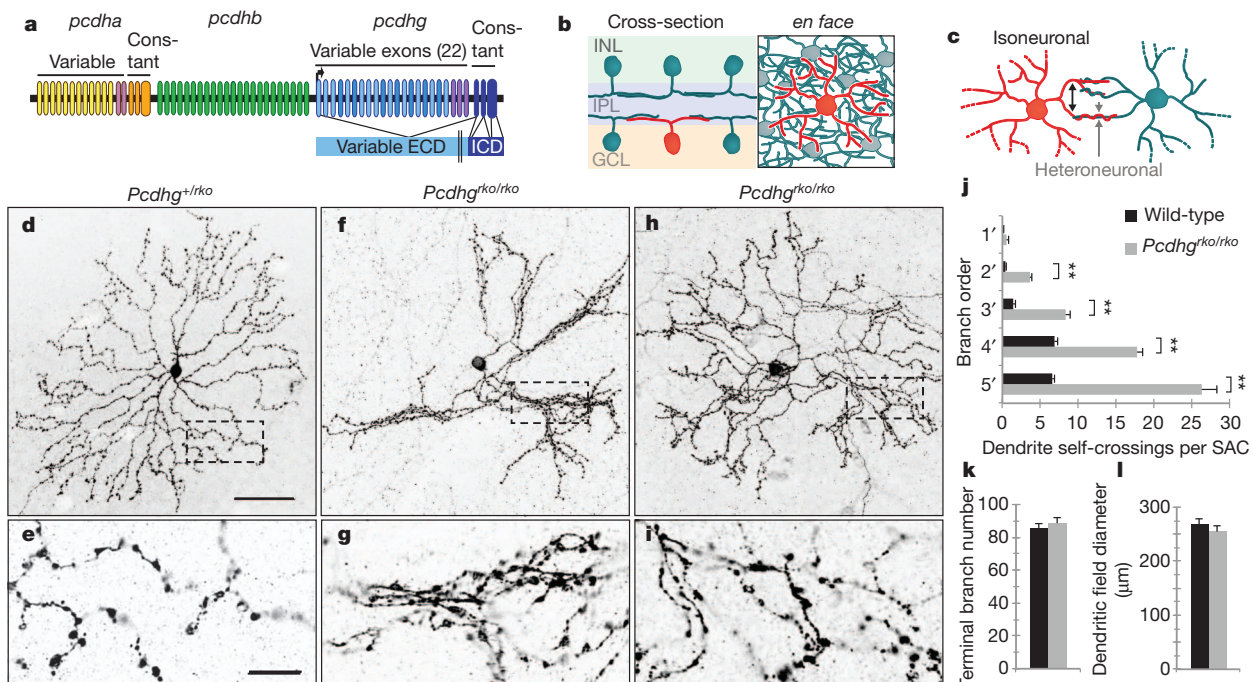 a
pcdha
pcdhb
pcdhg
Cons-
tant
Variable
Cons-
tant
Variable exons (22)
Variable ECD
ICD
b
Cross-section
en face
INL
IPL
GCL
c
Isoneuronal
Heteroneuronal
Pcdhg+/rko
Pcdhgrko/rko
Pcdhgrko/rko
d
f
h
e
g
i
j
Wild-type
Pcdhgrko/rko
Branch order
1′
2′
3′
4′
5′
**
**
**
**
0 5 10 15 20 25 30
Dendrite self-crossings per SAC
k
Terminal branch number
100
80
60
40
20
0
l
Dendritic field diameter
(μm)
300
200
100
0